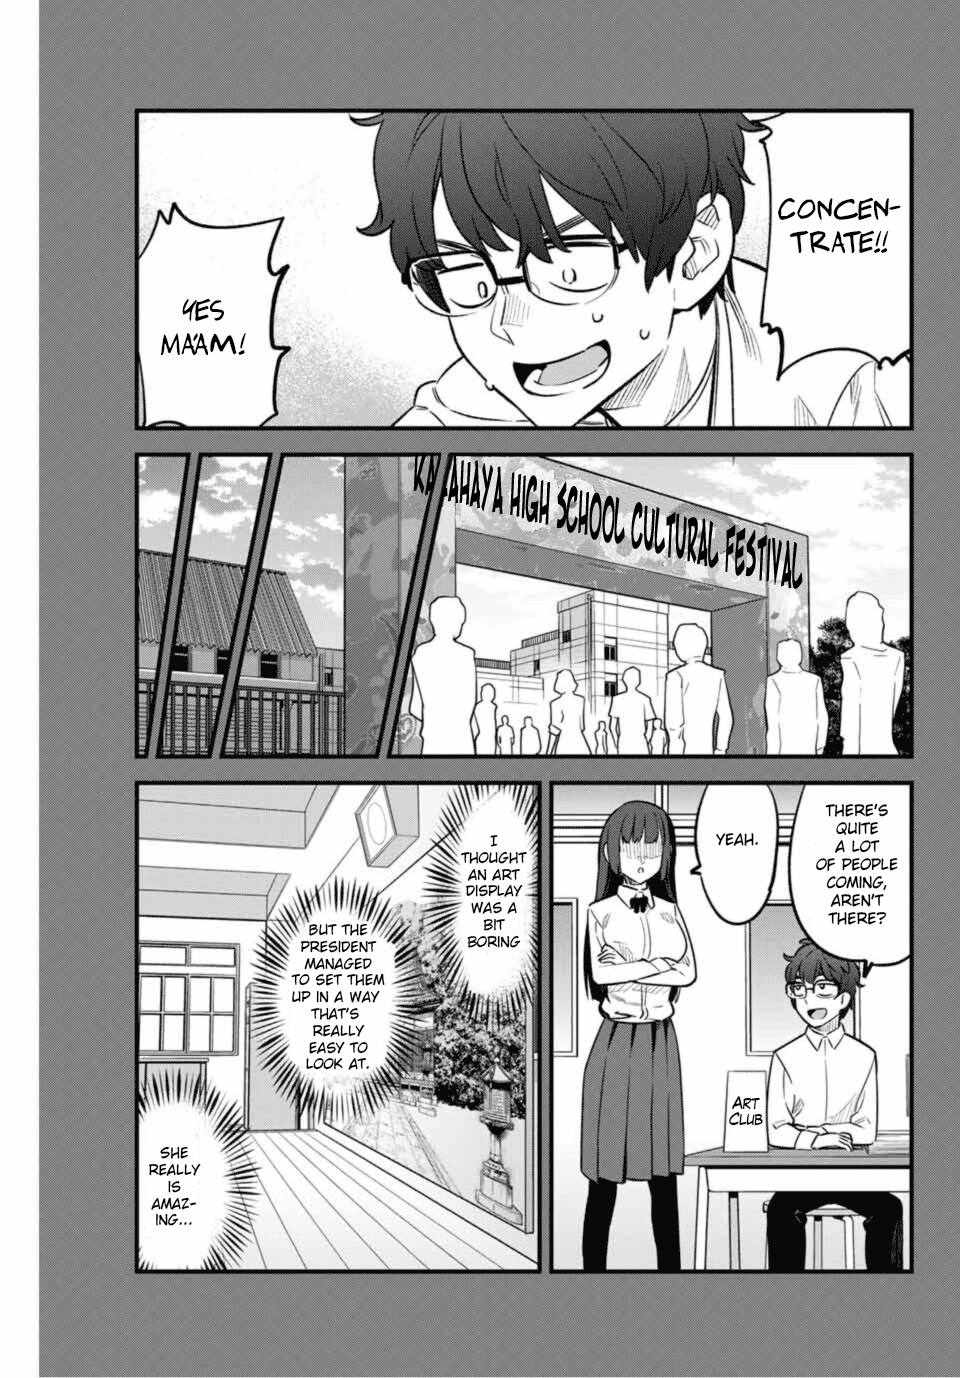 CONCEN-
TRATE!!
YES
MA'AM!
KAZAHAYA HIGH SCHOOL CULTURAL FESTIVAL
THERE'S
QUITE
A LOT
OF PEOPLE
COMING,
AREN'T
THERE?
YEAH.
ART
CLUB
I
THOUGHT
AN ART
DISPLAY
WAS A
BIT
BORING
BUT THE
PRESIDENT
MANAGED
TO SET THEM
UP IN A WAY
THAT'S
REALLY
EASY TO
LOOK AT.
SHE
REALLY
IS
AMAZ-
ING...